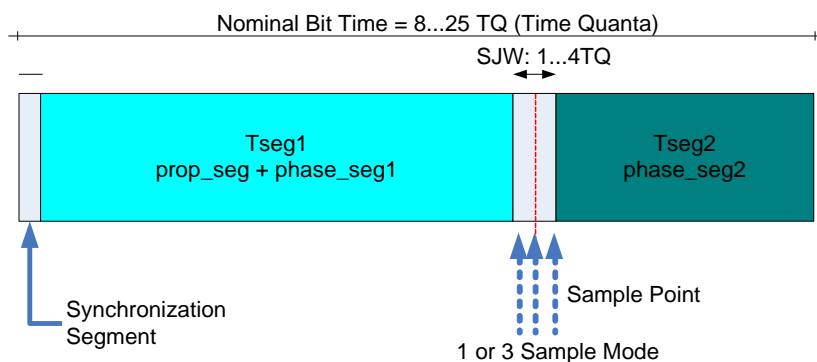 Nominal Bit Time = 8...25 TQ (Time Quanta)
SJW: 1...4TQ
Tseg1
prop_seg + phase_seg1
Tseg2
phase_seg2
Sample Point
Synchronization
Segment
1 or 3 Sample Mode